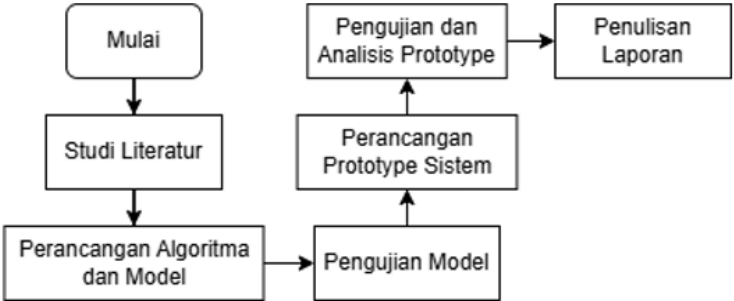 Mulai
Studi Literatur
Perancangan Algoritma
dan Model
Pengujian Model
Perancangan
Prototype Sistem
Pengujian dan
Analisis Prototype
Penulisan
Laporan